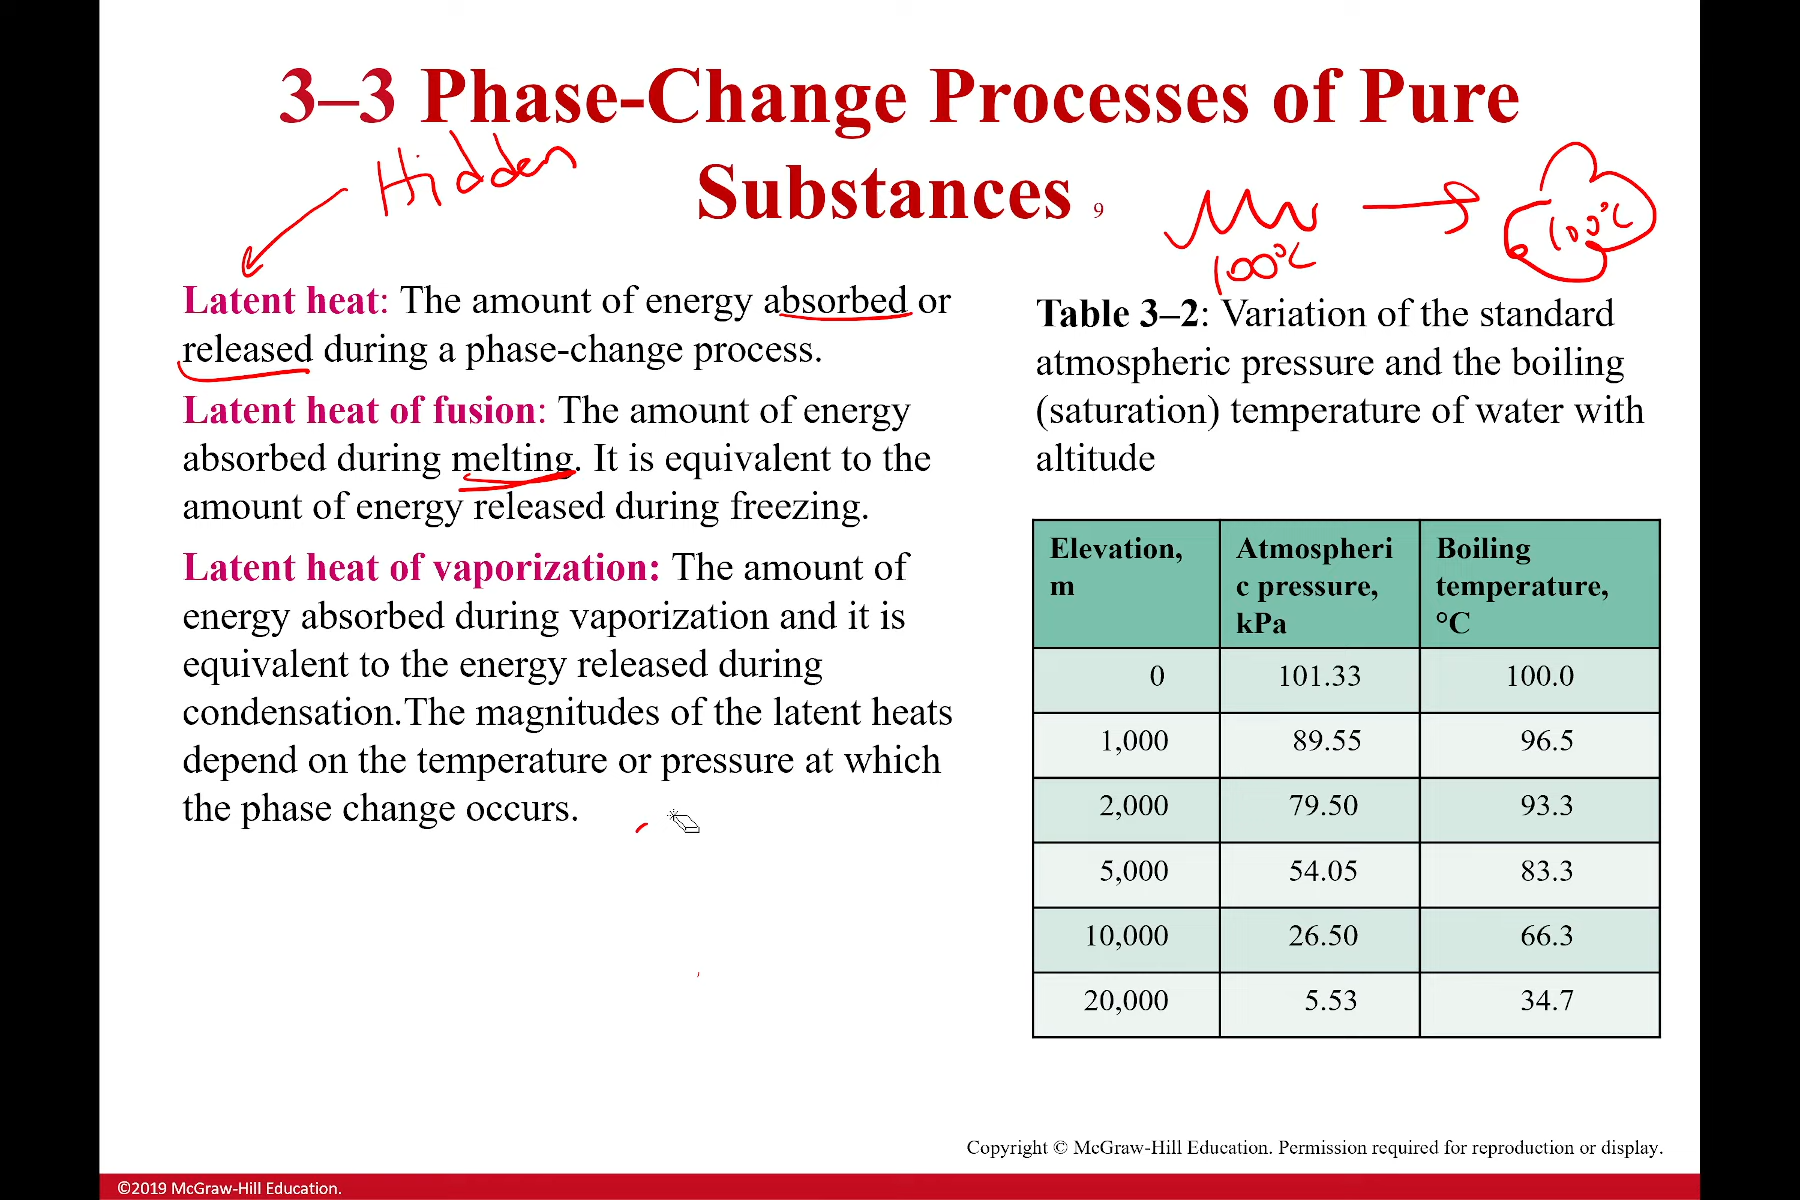 3–3 Phase-Change Processes of Pure
Substances 9
Hidden
100°C
100°C
Latent heat: The amount of energy absorbed or
released during a phase-change process.
Latent heat of fusion: The amount of energy
absorbed during melting. It is equivalent to the
amount of energy released during freezing.
Latent heat of vaporization: The amount of
energy absorbed during vaporization and it is
equivalent to the energy released during
condensation.The magnitudes of the latent heats
depend on the temperature or pressure at which
the phase change occurs.
Table 3–2: Variation of the standard
atmospheric pressure and the boiling
(saturation) temperature of water with
altitude
Elevation, m | Atmospheri c pressure, kPa | Boiling temperature, °C
0 | 101.33 | 100.0
1,000 | 89.55 | 96.5
2,000 | 79.50 | 93.3
5,000 | 54.05 | 83.3
10,000 | 26.50 | 66.3
20,000 | 5.53 | 34.7
Copyright © McGraw-Hill Education. Permission required for reproduction or display.
©2019 McGraw-Hill Education.